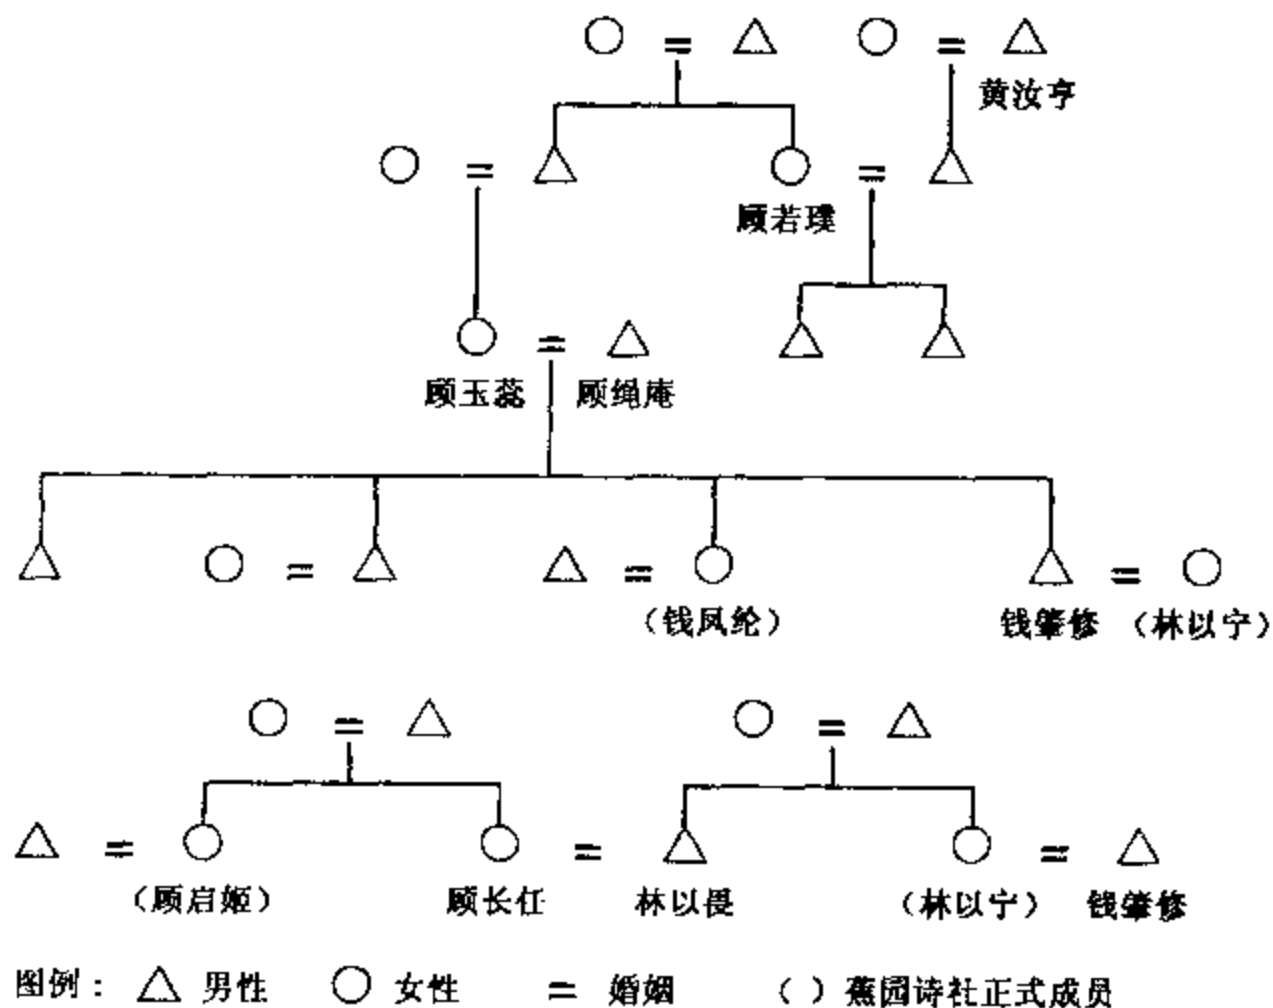 黄汝亨
顾若璞
顾玉蕊 顾绳庵
（钱凤纶） 钱肇修 （林以宁）
（顾启姬） 顾长任 林以畏 （林以宁） 钱肇修
图例： △ 男性 ○ 女性 = 婚姻 （ ）蕉园诗社正式成员